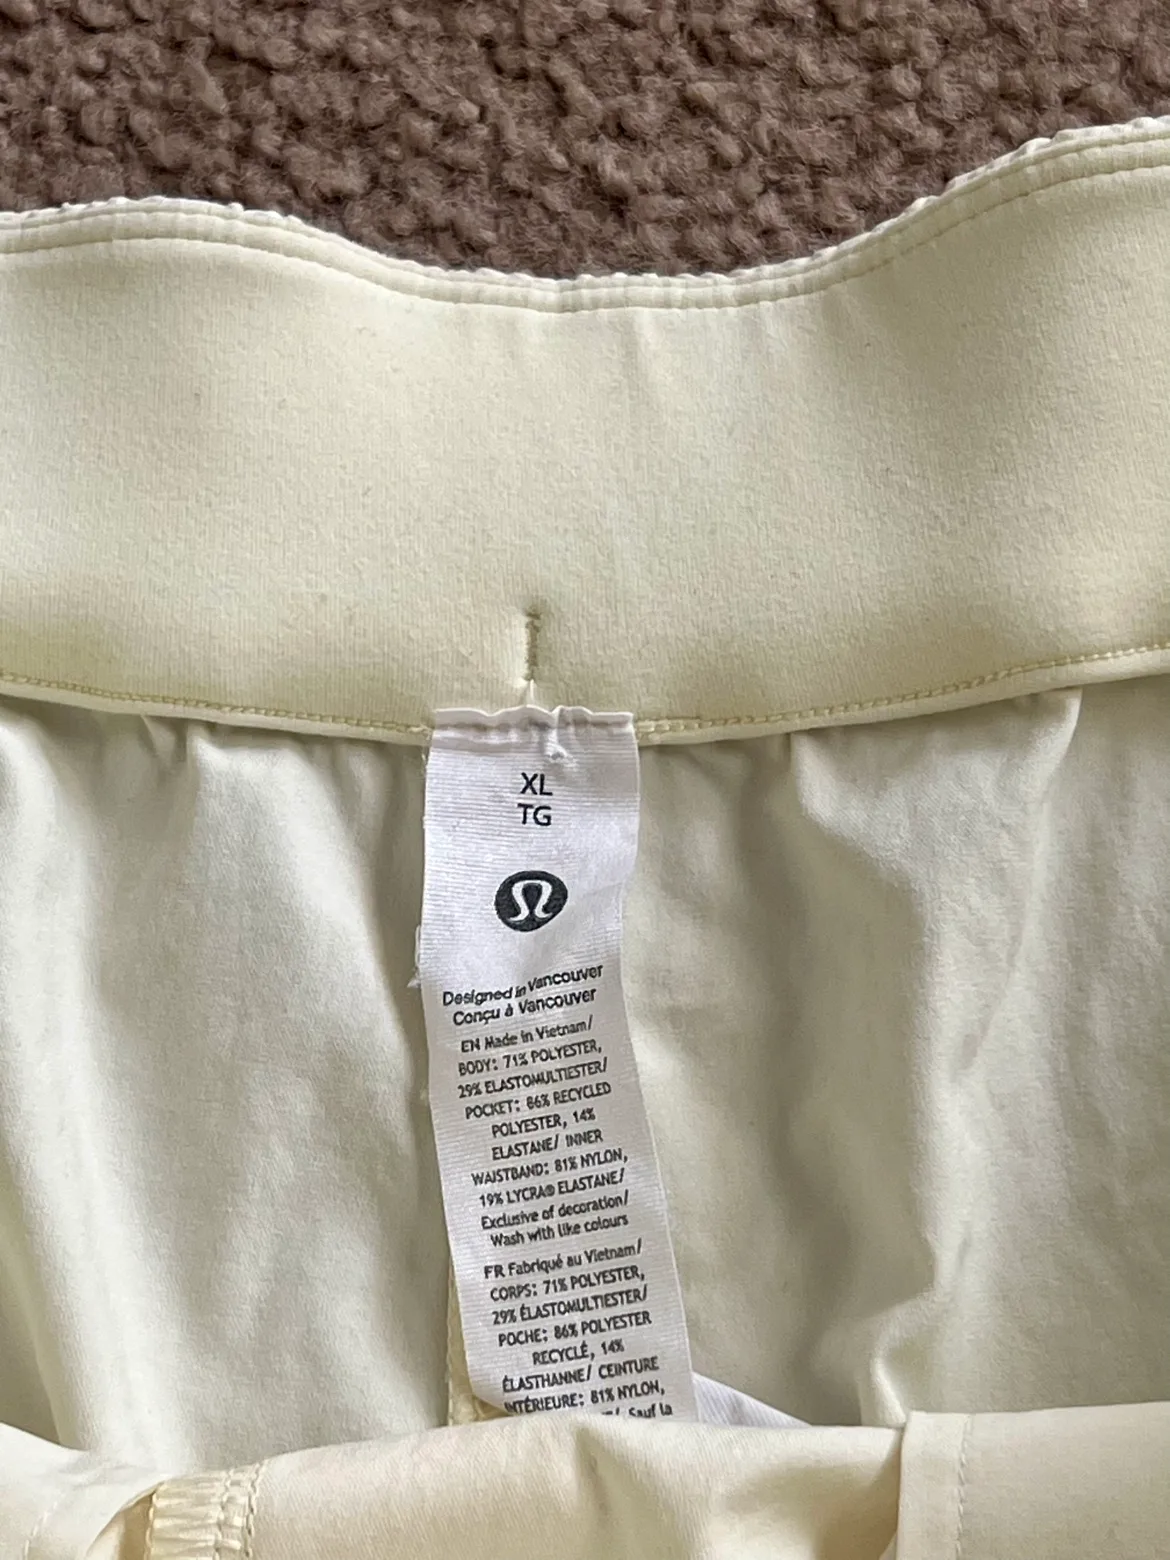 XL
TG
Designed in Vancouver
Conçu à Vancouver
EN Made in Vietnam/
BODY: 71% POLYESTER,
29% ELASTOMULTIESTER/
POCKET: 86% RECYCLED
POLYESTER, 14%
ELASTANE/ INNER
WAISTBAND: 81% NYLON,
19% LYCRA® ELASTANE/
Exclusive of decoration/
Wash with like colours
FR Fabriqué au Vietnam/
CORPS: 71% POLYESTER,
29% ÉLASTOMULTIESTER/
POCHE: 86% POLYESTER
RECYCLÉ, 14%
ÉLASTHANNE/ CEINTURE
INTÉRIEURE: 81% NYLON,
Sauf la